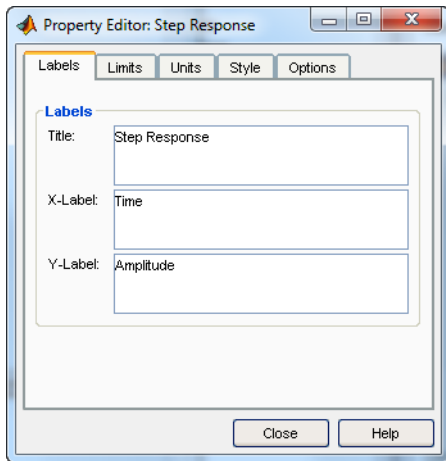 Property Editor: Step Response
Labels Limits Units Style Options
Labels
Title: Step Response
X-Label: Time
Y-Label: Amplitude
Close Help